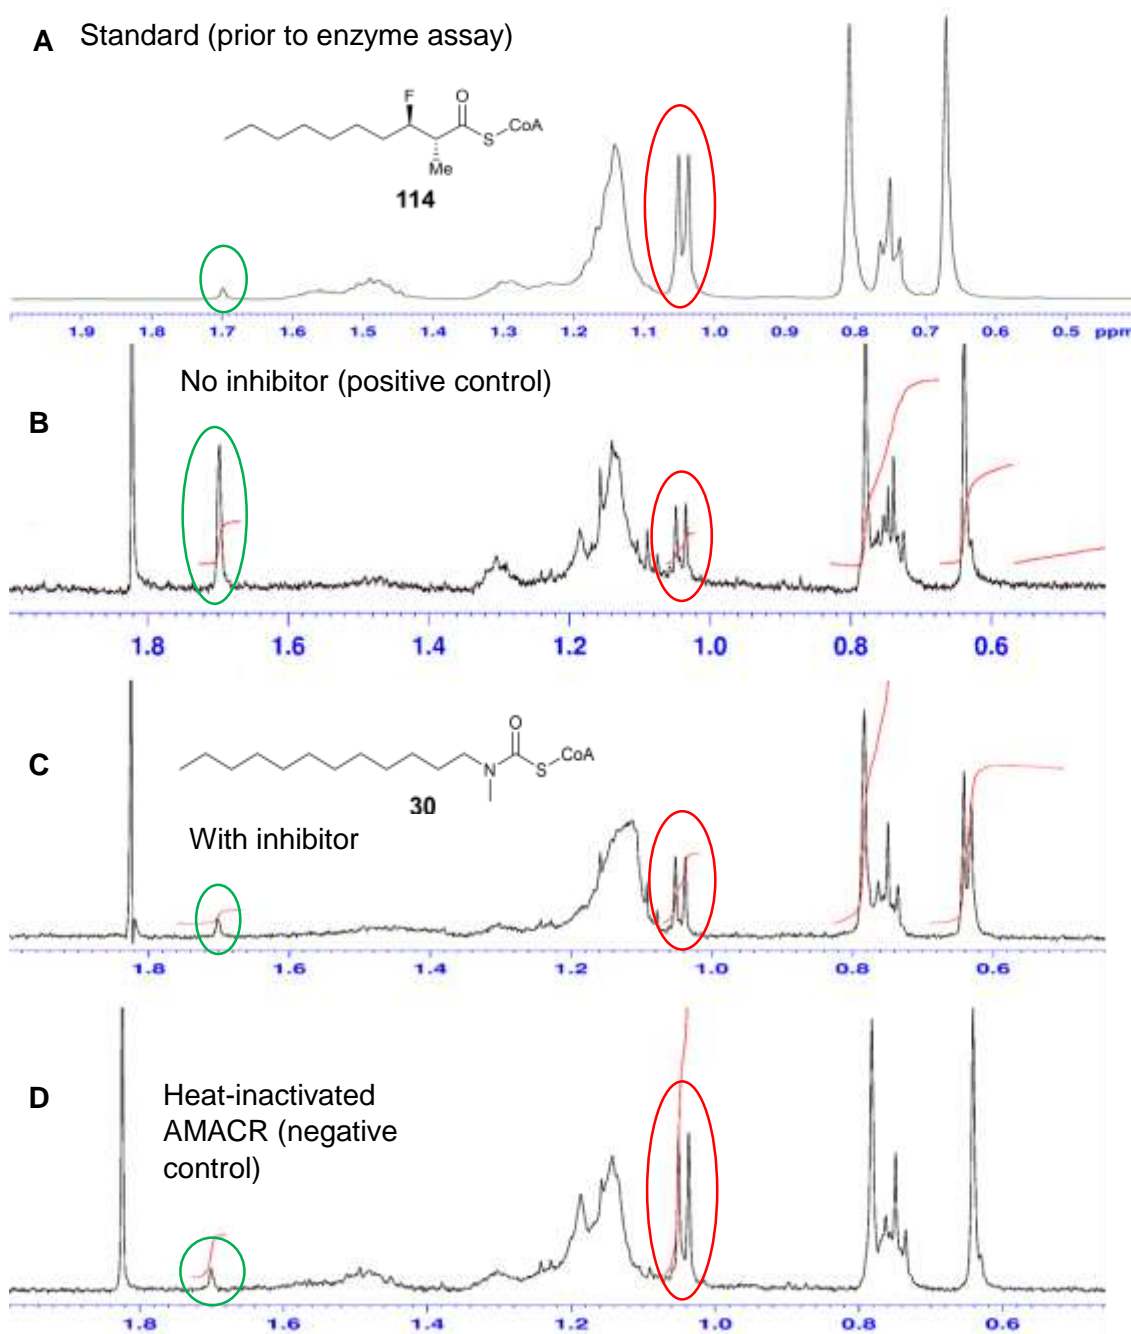 A Standard (prior to enzyme assay)
F
O
S
CoA
Me
114
1.9 1.8 1.7 1.6 1.5 1.4 1.3 1.2 1.1 1.0 0.9 0.8 0.7 0.6 0.5 ppm
No inhibitor (positive control)
B
1.8 1.6 1.4 1.2 1.0 0.8 0.6
C
O
N
S
CoA
30
With inhibitor
1.8 1.6 1.4 1.2 1.0 0.8 0.6
D
Heat-inactivated
AMACR (negative
control)
1.8 1.6 1.4 1.2 1.0 0.8 0.6